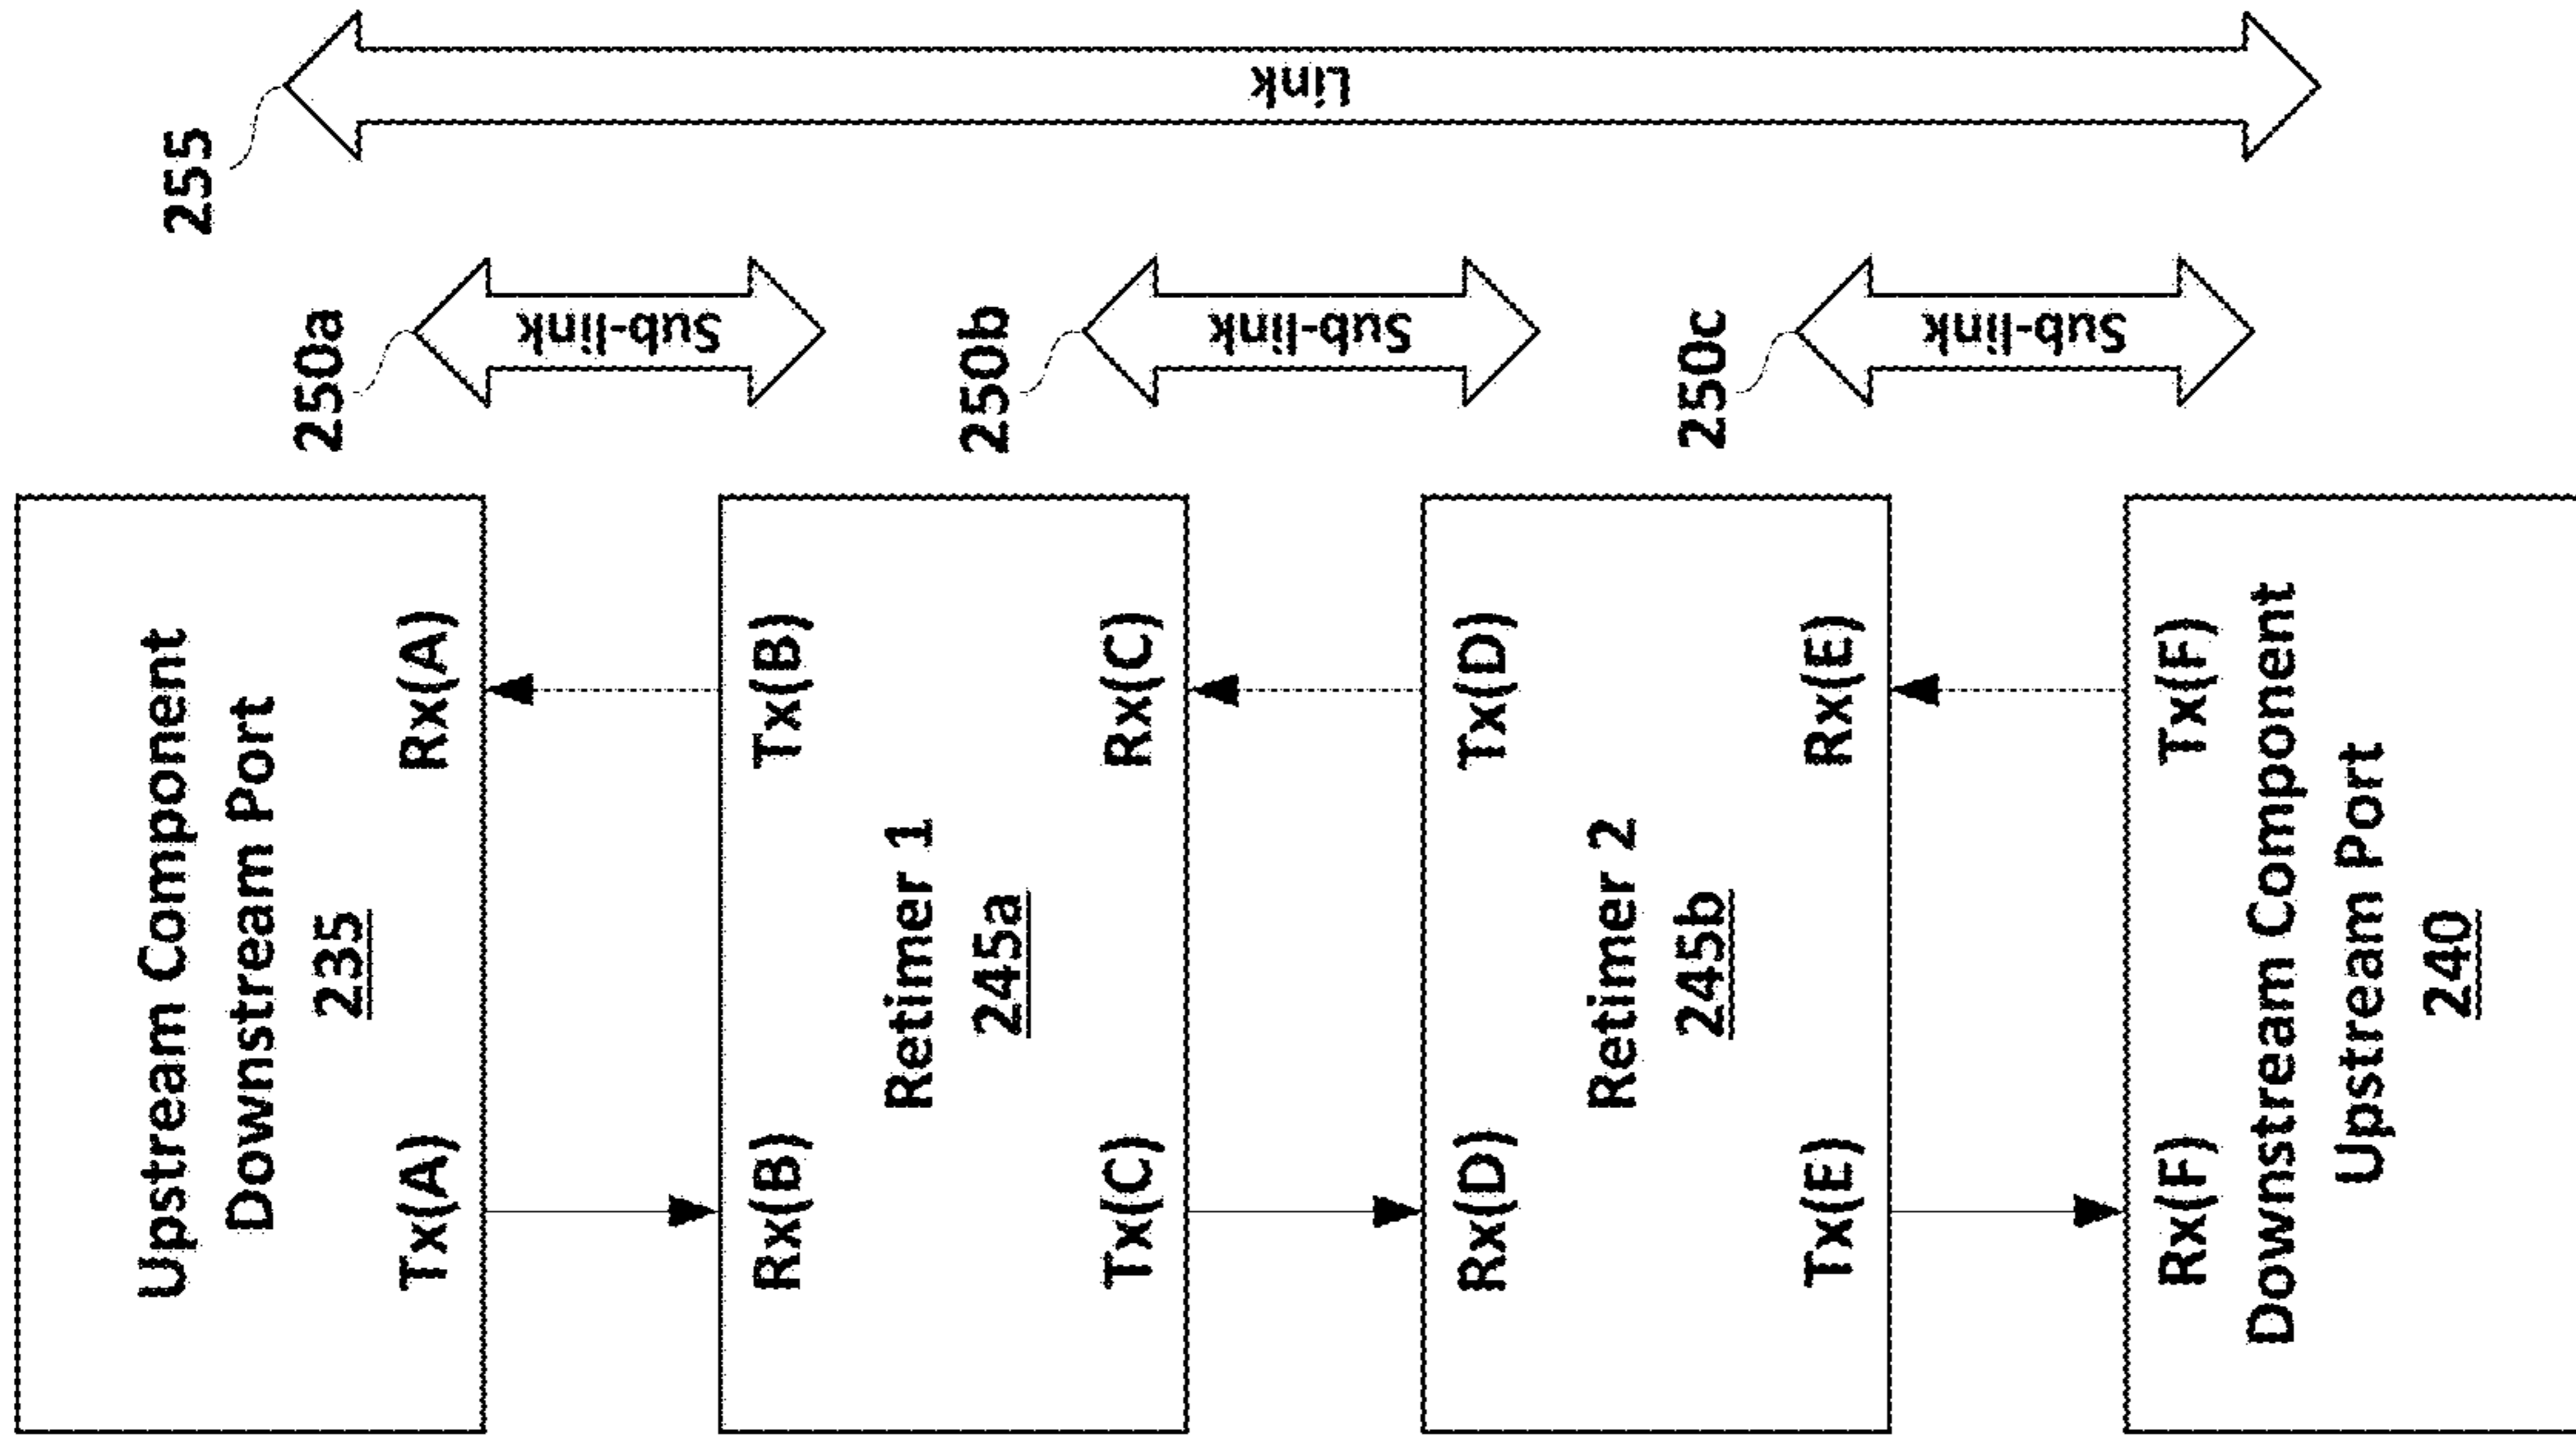 Upstream Component
Downstream Port
235
Tx(A)
Rx(A)
Rx(B)
Tx(B)
Retimer 1
245a
Tx(C)
Rx(C)
Rx(D)
Tx(D)
Retimer 2
245b
Tx(E)
Rx(E)
Rx(F)
Tx(F)
Downstream Component
Upstream Port
240
250a
Sub-link
250b
Sub-link
250c
Sub-link
255
Link